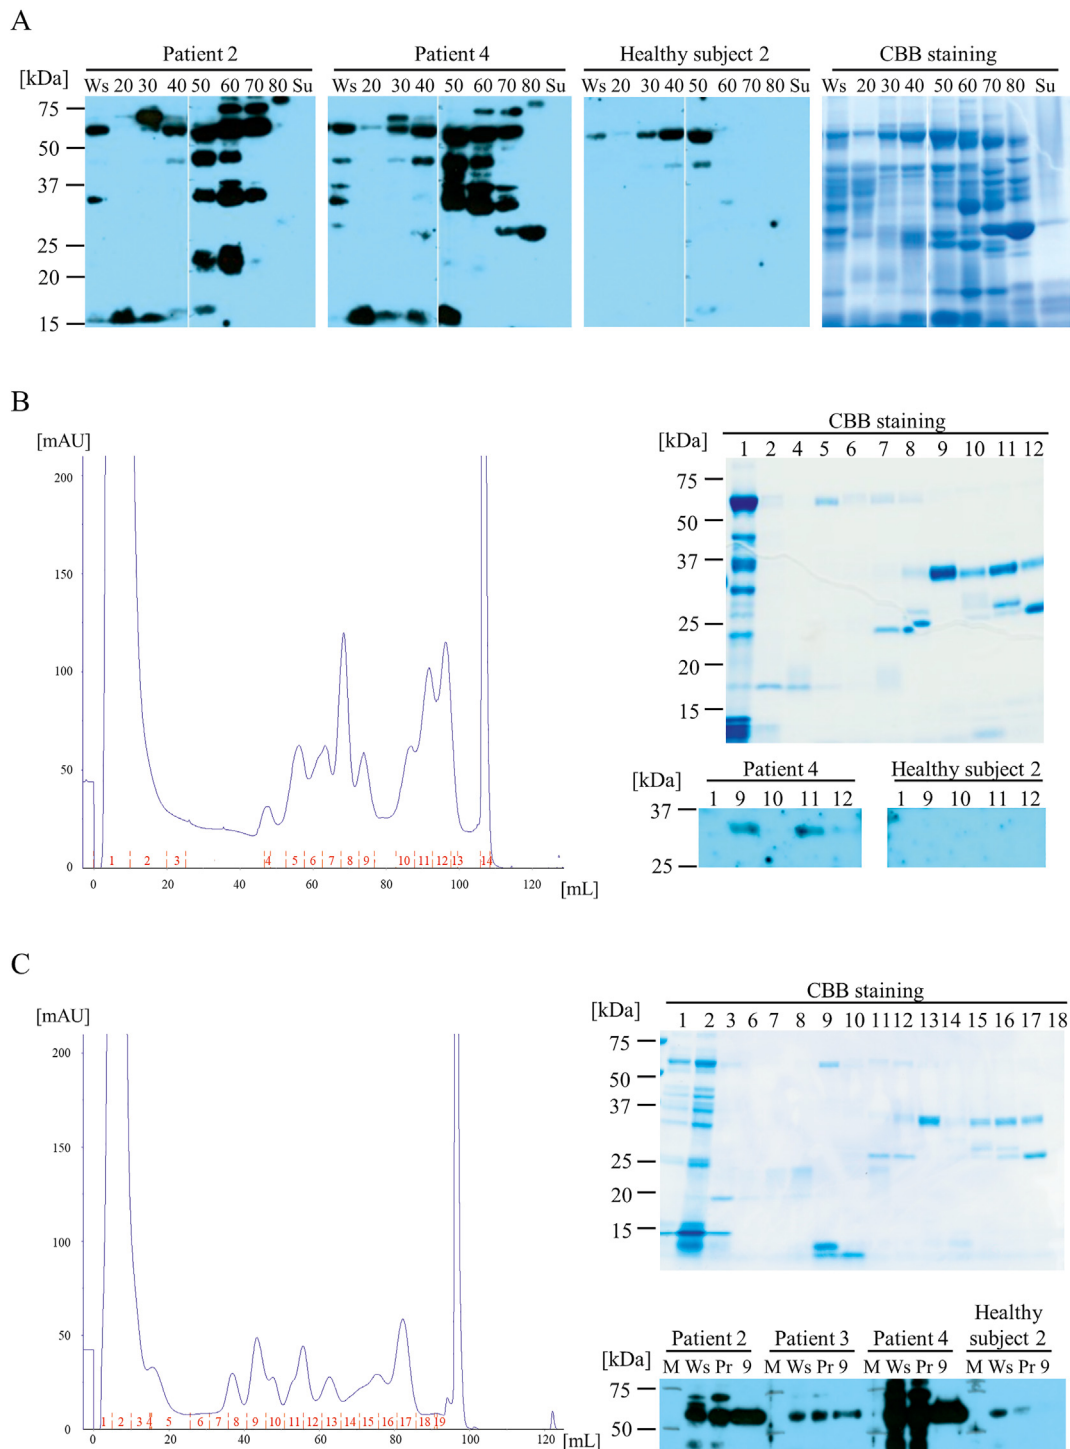 A
Patient 2 Patient 4 Healthy subject 2 CBB staining
[kDa] Ws 20 30 40 50 60 70 80 Su Ws 20 30 40 50 60 70 80 Su Ws 20 30 40 50 60 70 80 Su Ws 20 30 40 50 60 70 80 Su
75
50
37
25
20
15
B
[mAU]
200
150
100
50
0
1 2 3 4 5 6 7 8 9 10 11 12 13 14
0 20 40 60 80 100 120 [mL]
CBB staining
[kDa] 1 2 4 5 6 7 8 9 10 11 12
75
50
37
25
20
15
Patient 4 Healthy subject 2
[kDa] 1 9 10 11 12 1 9 10 11 12
37
25
C
[mAU]
200
150
100
50
0
1 2 3 4 5 6 7 8 9 10 11 12 13 14 15 16 17 18 19
0 20 40 60 80 100 120 [mL]
CBB staining
[kDa] 1 2 3 6 7 8 9 10 11 12 13 14 15 16 17 18
75
50
37
25
20
15
Healthy
Patient 2 Patient 3 Patient 4 subject 2
[kDa] M Ws Pr 9 M Ws Pr 9 M Ws Pr 9 M Ws Pr 9
75
50